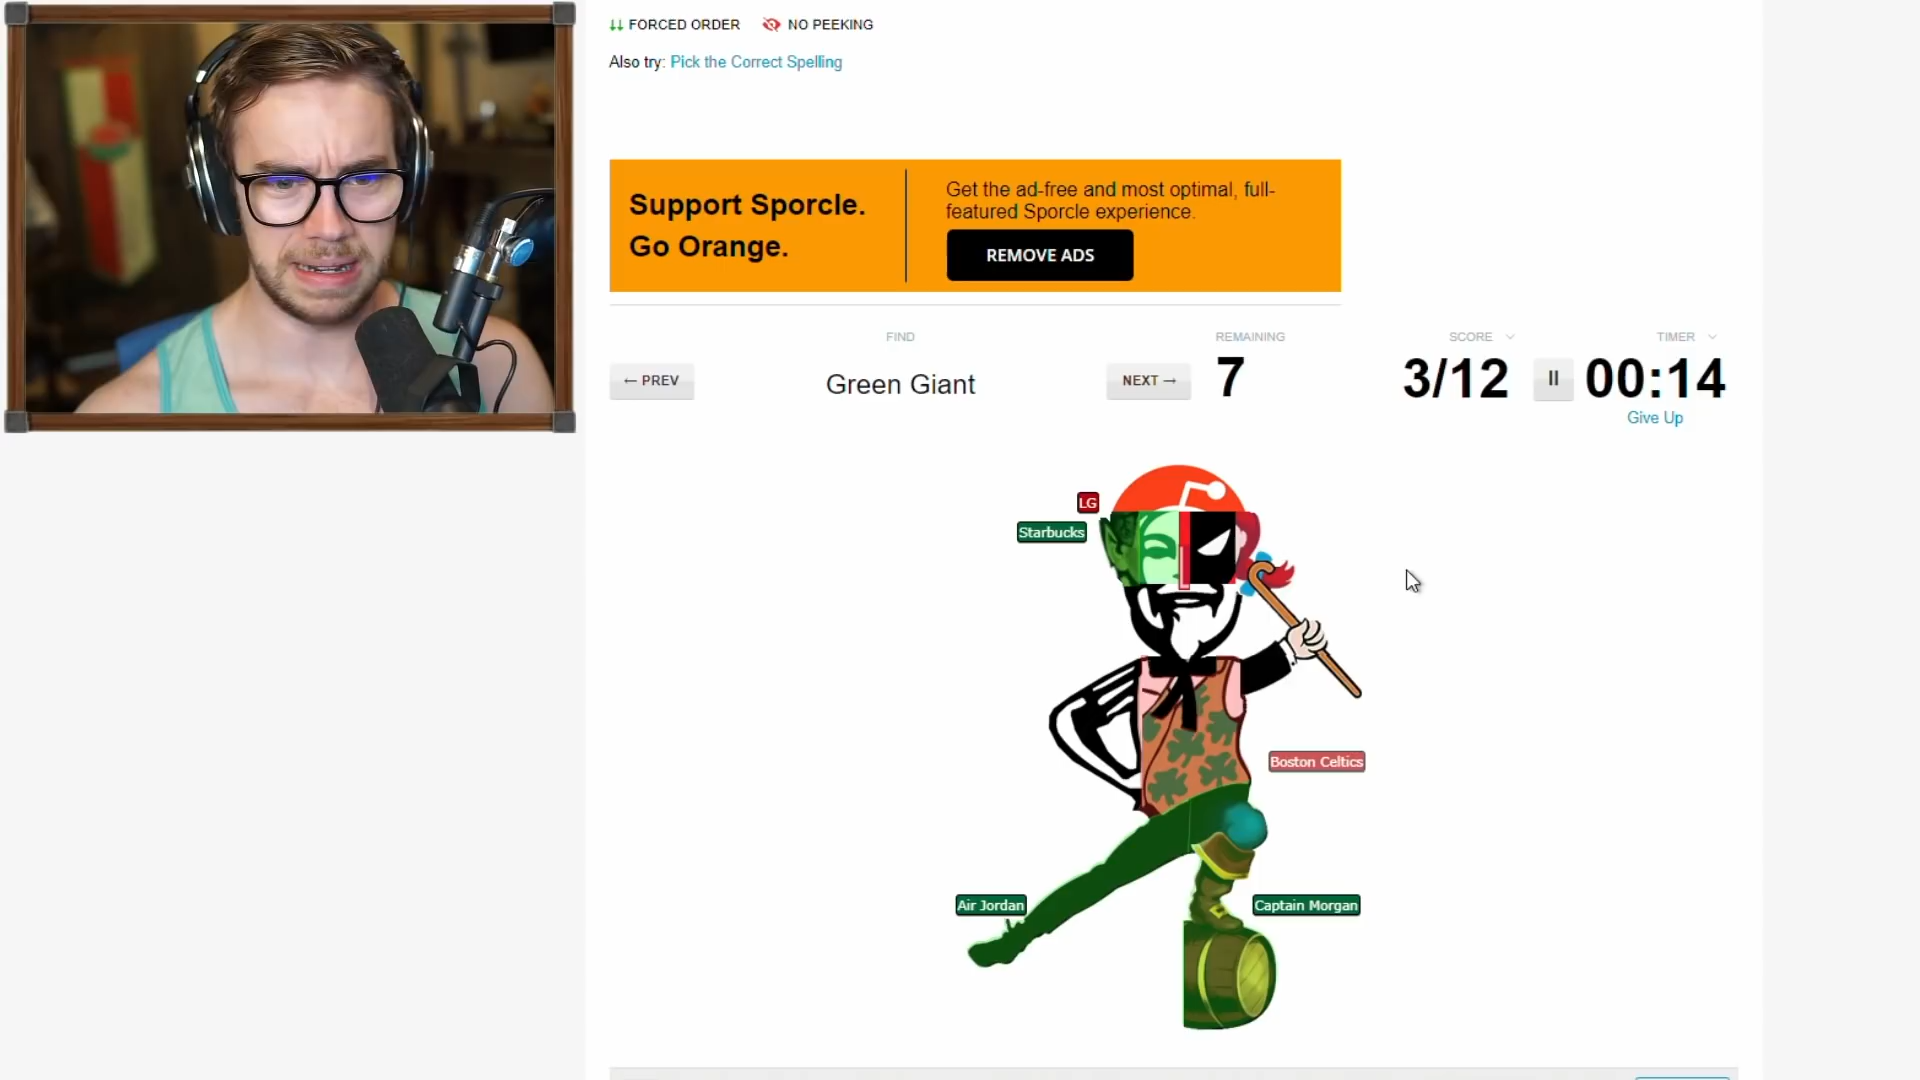 FORCED ORDER NO PEEKING
Also try: Pick the Correct Spelling
Support Sporcle.
Go Orange.
Get the ad-free and most optimal, full-
featured Sporcle experience.
REMOVE ADS
FIND
REMAINING
SCORE
TIMER
← PREV
Green Giant
NEXT →
7
3/12
00:14
Give Up
LG
Starbucks
Boston Celtics
Air Jordan
Captain Morgan